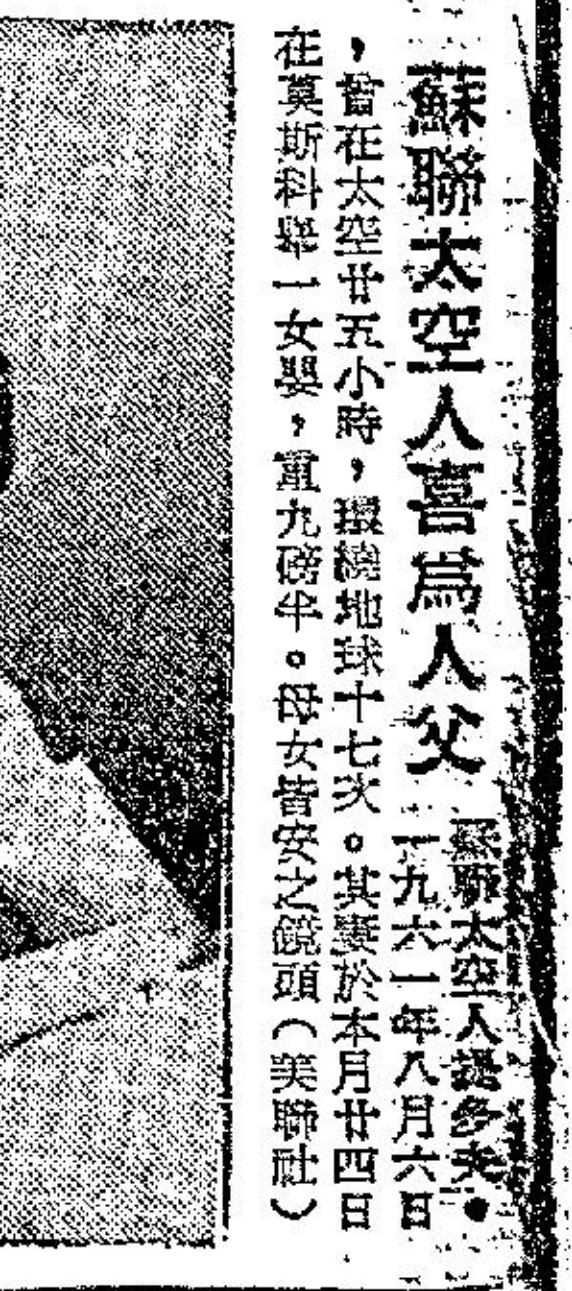 蘇聯太空人喜爲人父
蘇聯太空人提多夫,
一九六一年八月六日
,曾在太空廿五小時,環繞地球十七次。其妻於本月廿四日
在莫斯科舉一女嬰,重九磅半。母女皆安之鏡頭(美聯社)